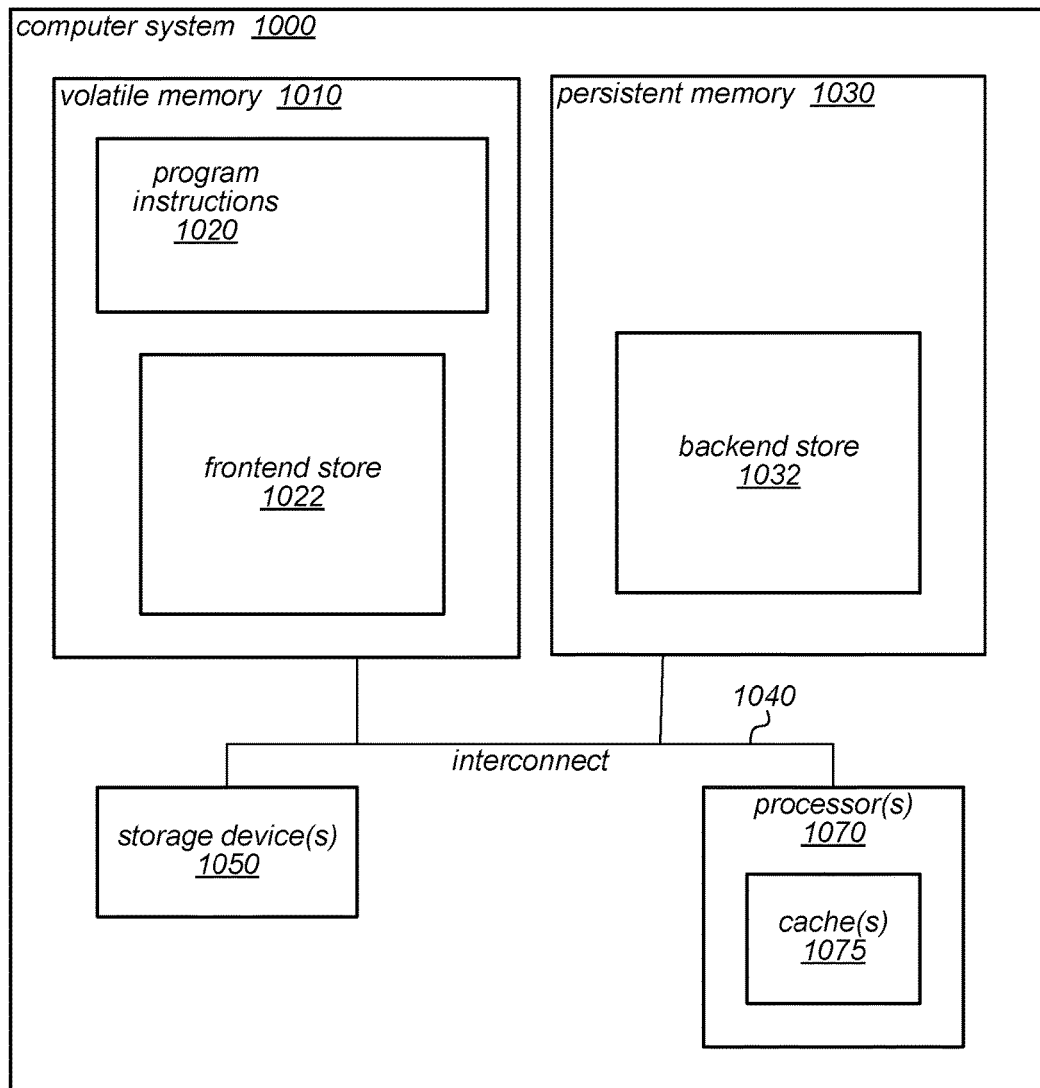 computer system 1000
volatile memory 1010
persistent memory 1030
program
instructions
1020
frontend store
1022
backend store
1032
1040
interconnect
storage device(s)
1050
processor(s)
1070
cache(s)
1075